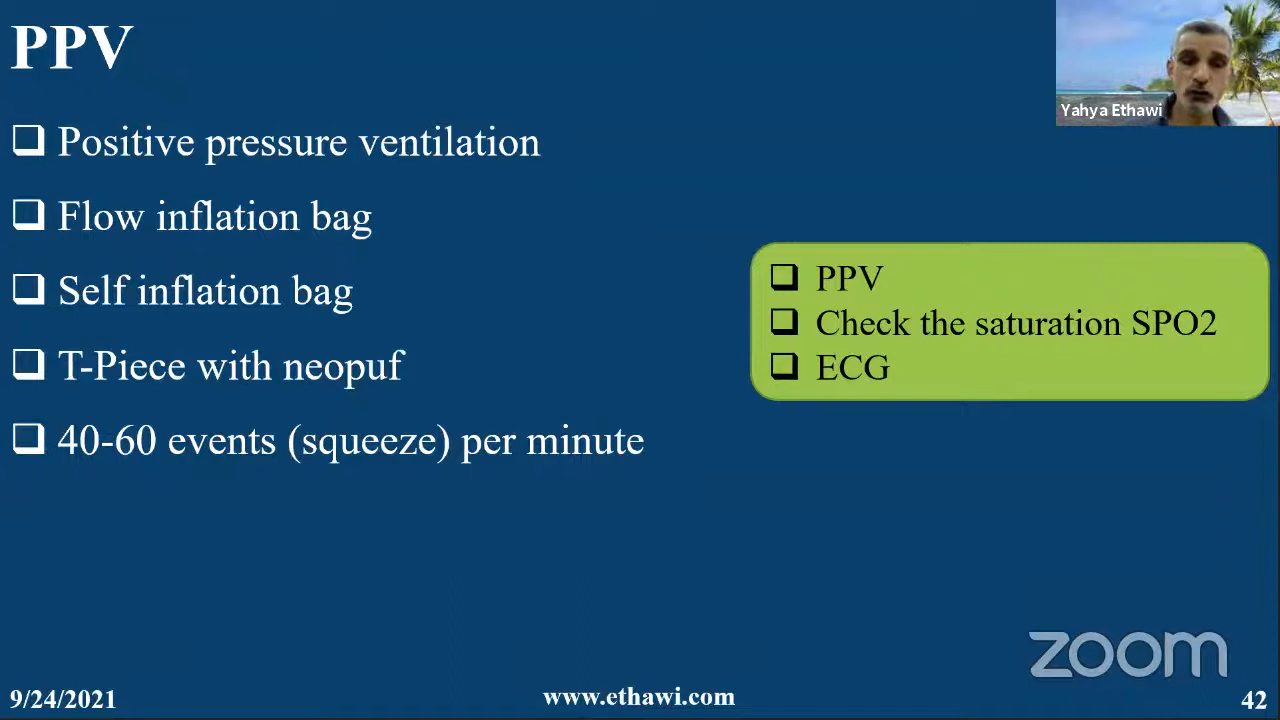 PPV
Yahya Ethawi
Positive pressure ventilation
Flow inflation bag
Self inflation bag
T-Piece with neopuf
40-60 events (squeeze) per minute
PPV
Check the saturation SPO2
ECG
zoom
9/24/2021
www.ethawi.com
42